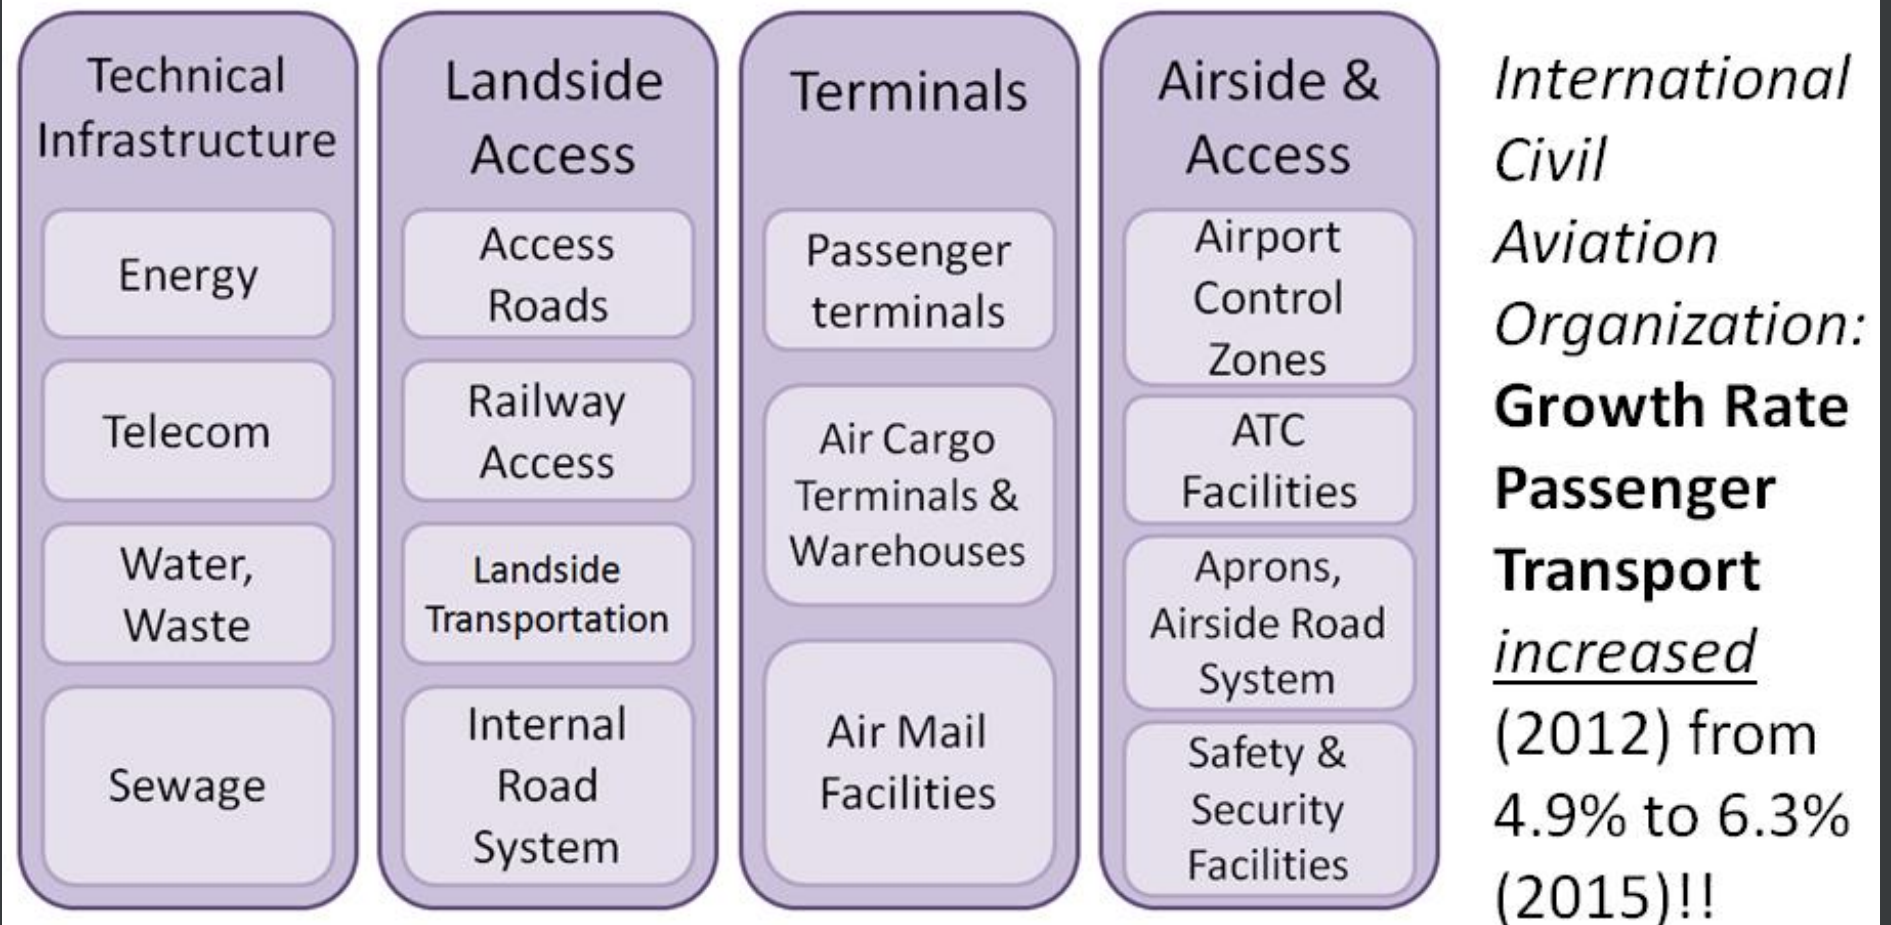 Technical
Infrastructure
Energy
Telecom
Water,
Waste
Sewage
Landside
Access
Access
Roads
Railway
Access
Landside
Transportation
Internal
Road
System
Terminals
Passenger
terminals
Air Cargo
Terminals &
Warehouses
Air Mail
Facilities
Airside &
Access
Airport
Control
Zones
ATC
Facilities
Aprons,
Airside Road
System
Safety &
Security
Facilities
International
Civil
Aviation
Organization:
Growth Rate
Passenger
Transport
increased
(2012) from
4.9% to 6.3%
(2015)!!